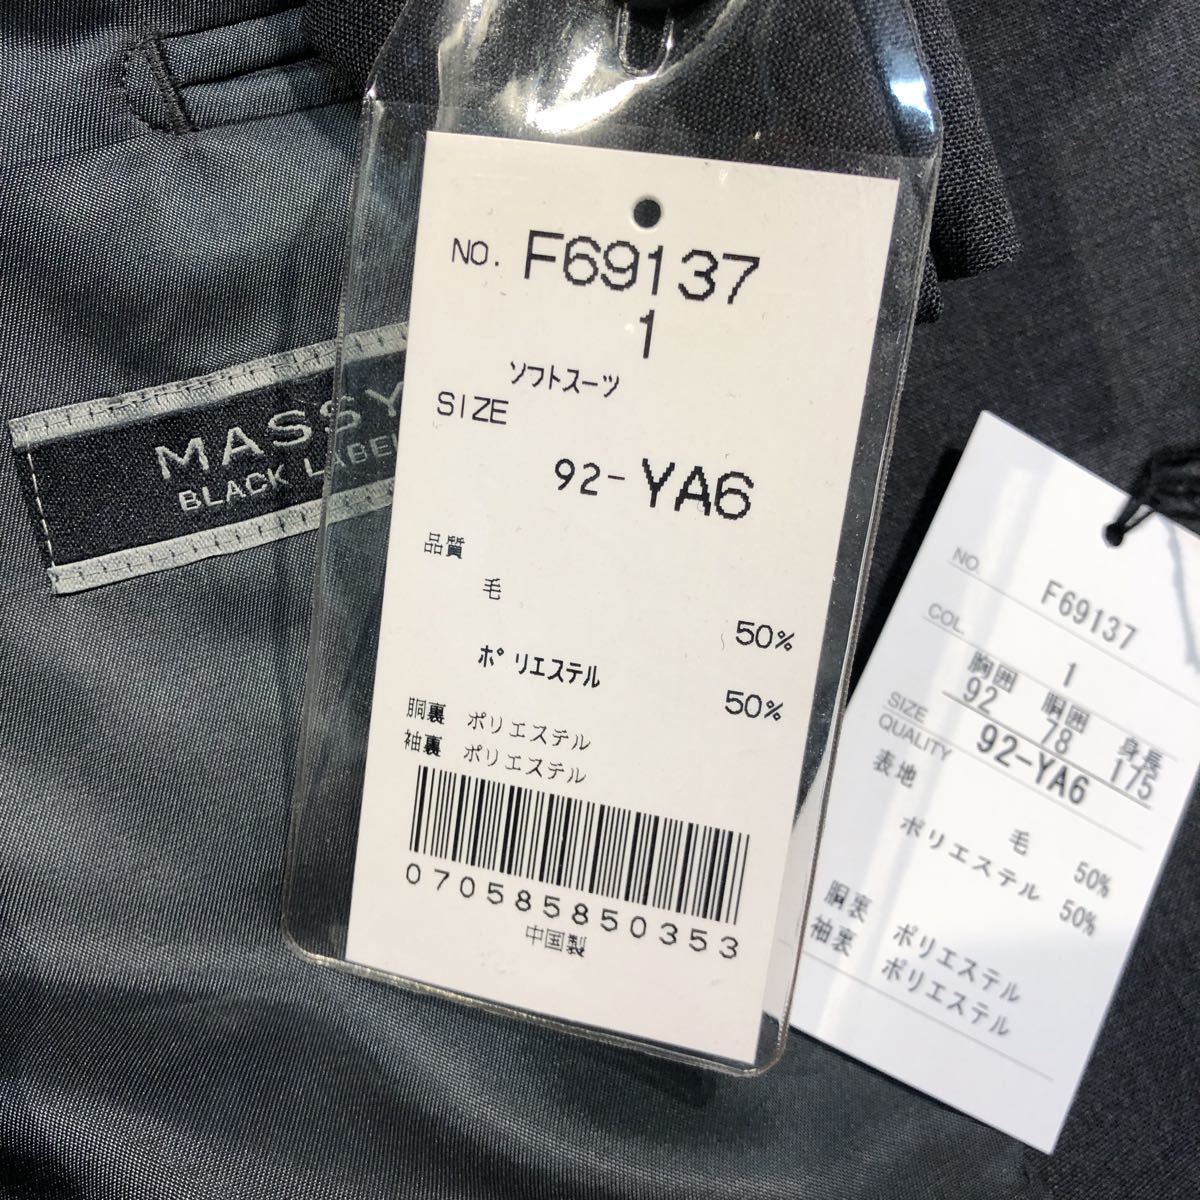 MASSY
BLACK LABEL
NO. F69137
1
ソフトスーツ
SIZE
92-YA6
品質
毛
50%
ポリエステル
50%
胴裏 ポリエステル
袖裏 ポリエステル
070585850353
中国製
NO. F69137
COL. 1
胸囲 胴囲 身長
92 78 175
SIZE 92-YA6
QUALITY
表地
毛 50%
ポリエステル 50%
胴裏 ポリエステル
袖裏 ポリエステル